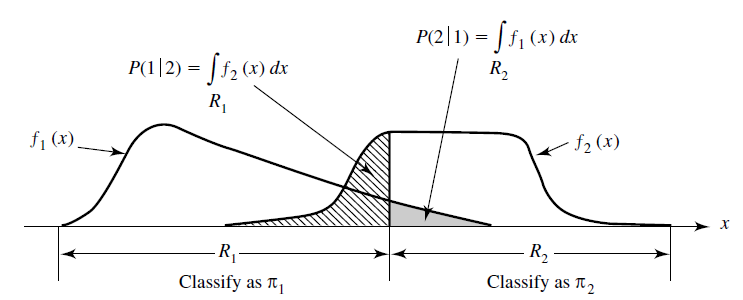 P(2|1) = ∫ f₁ (x) dx
R₂
P(1|2) = ∫ f₂ (x) dx
R₁
f₁ (x)
f₂ (x)
x
R₁
R₂
Classify as π₁
Classify as π₂